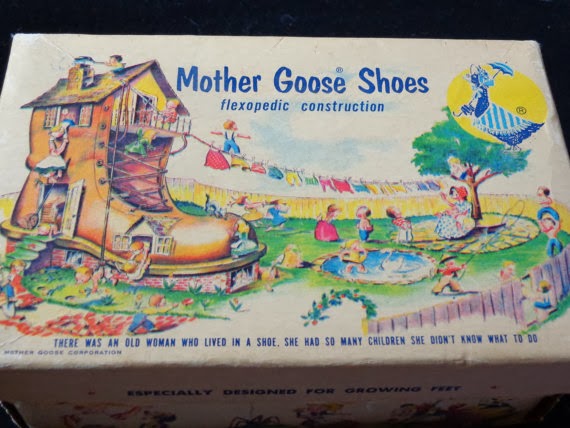 Mother Goose® Shoes
flexopedic construction
®
THERE WAS AN OLD WOMAN WHO LIVED IN A SHOE. SHE HAD SO MANY CHILDREN SHE DIDN'T KNOW WHAT TO DO
MOTHER GOOSE CORPORATION
ESPECIALLY DESIGNED FOR GROWING FEET